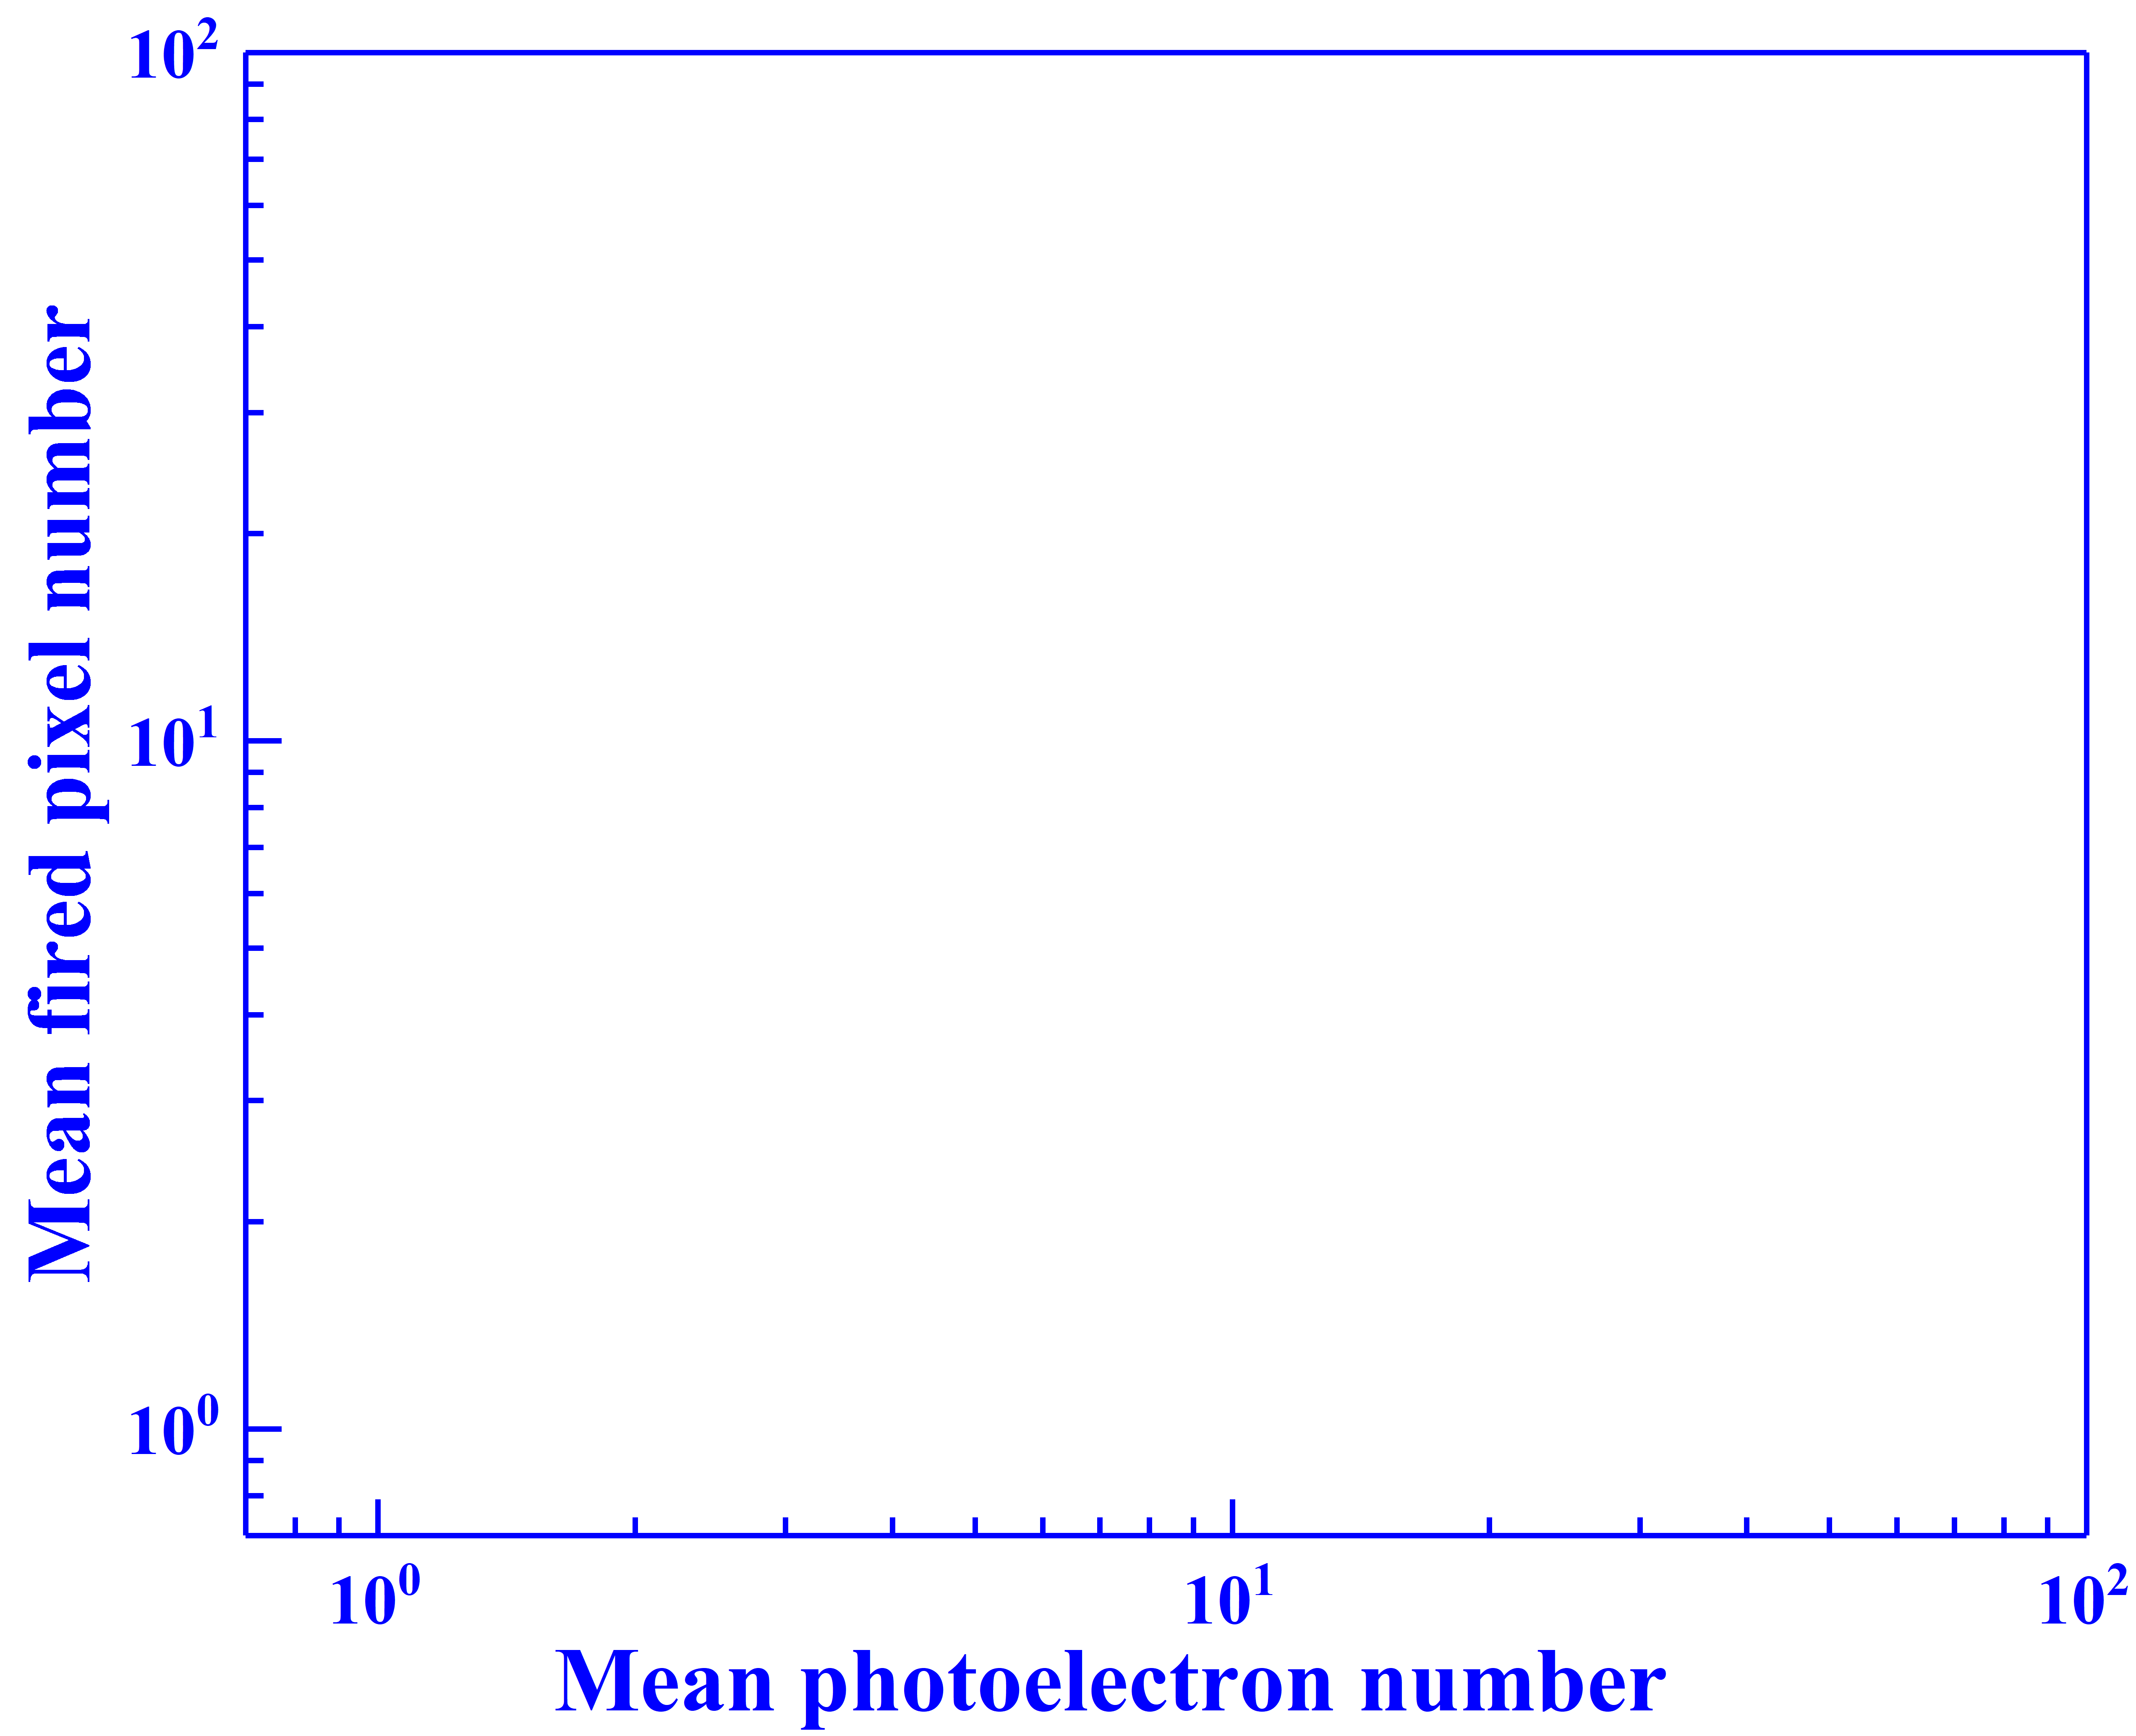 10²
Mean fired pixel number
10¹
10⁰
10⁰ 10¹ 10²
Mean photoelectron number